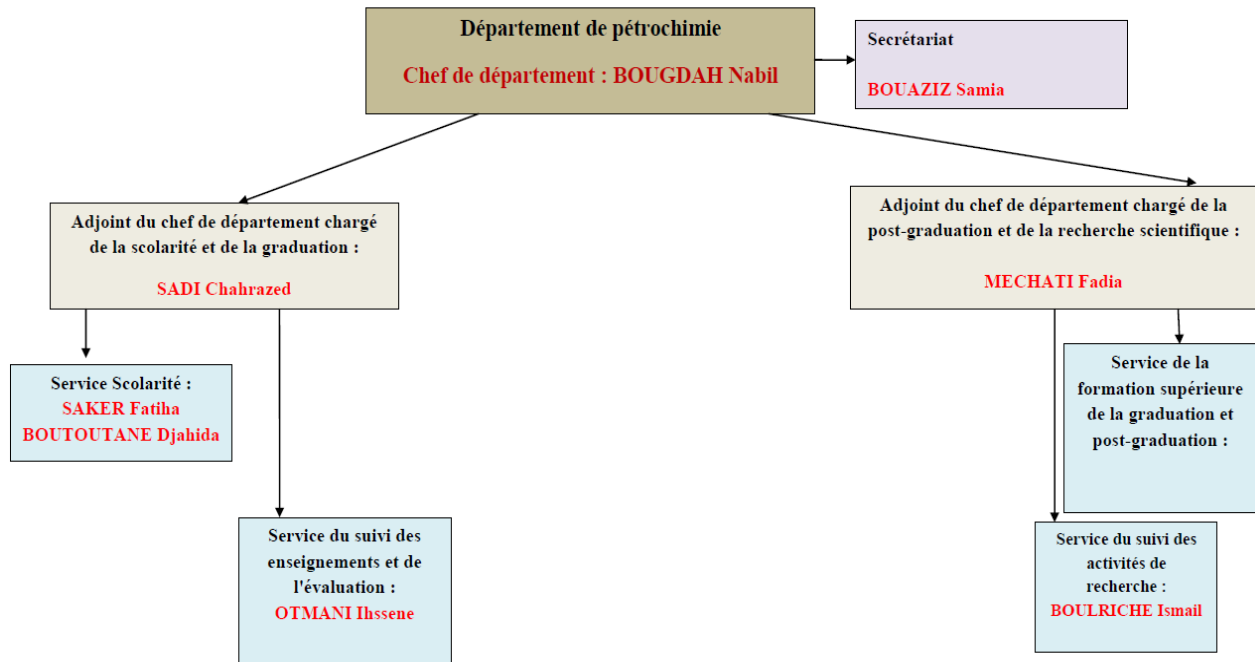 Département de pétrochimie
Chef de département : BOUGDAH Nabil
Secrétariat
BOUAZIZ Samia
Adjoint du chef de département chargé
de la scolarité et de la graduation :
SADI Chahrazed
Adjoint du chef de département chargé de la
post-graduation et de la recherche scientifique :
MECHATI Fadia
Service Scolarité :
SAKER Fatiha
BOUTOUTANE Djahida
Service de la
formation supérieure
de la graduation et
post-graduation :
Service du suivi des
enseignements et de
l'évaluation :
OTMANI Ihssene
Service du suivi des
activités de
recherche :
BOULRICHE Ismail